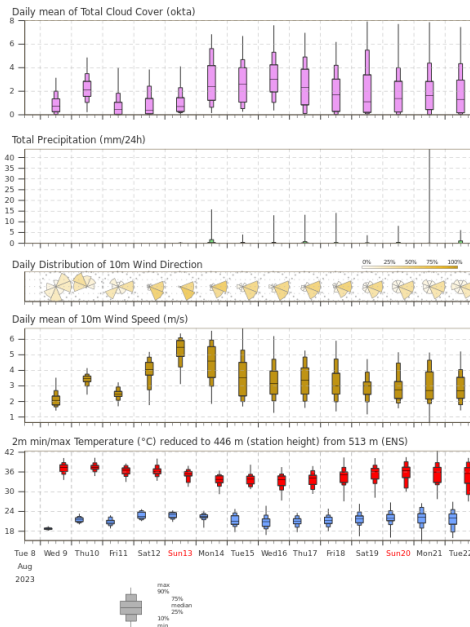 Daily mean of Total Cloud Cover (okta)
8
6
4
2
0
Total Precipitation (mm/24h)
40
35
30
25
20
15
10
5
0
Daily Distribution of 10m Wind Direction
0% 25% 50% 75% 100%
Daily mean of 10m Wind Speed (m/s)
6
5
4
3
2
1
2m min/max Temperature (°C) reduced to 446 m (station height) from 513 m (ENS)
42
36
30
24
18
Tue 8 Wed 9 Thu10 Fri11 Sat12 Sun13 Mon14 Tue15 Wed16 Thu17 Fri18 Sat19 Sun20 Mon21 Tue22
Aug
2023
max
90%
75%
median
25%
10%
min